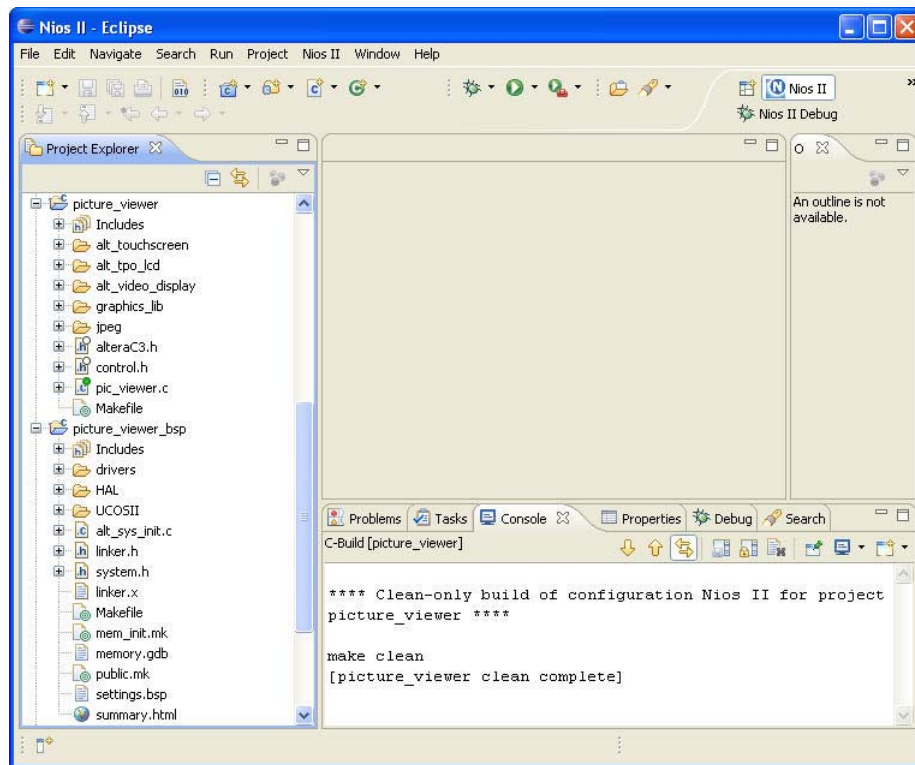 Nios II - Eclipse
File Edit Navigate Search Run Project Nios II Window Help
010
Nios II
»
Nios II Debug
Project Explorer
O
picture_viewer
An outline is not
available.
Includes
alt_touchscreen
alt_tpo_lcd
alt_video_display
graphics_lib
jpeg
alteraC3.h
control.h
pic_viewer.c
Makefile
picture_viewer_bsp
Includes
drivers
HAL
UCOSII
alt_sys_init.c
linker.h
system.h
linker.x
Makefile
mem_init.mk
memory.gdb
public.mk
settings.bsp
summary.html
Problems Tasks Console Properties Debug Search
C-Build [picture_viewer]
**** Clean-only build of configuration Nios II for project
picture_viewer ****
make clean
[picture_viewer clean complete]